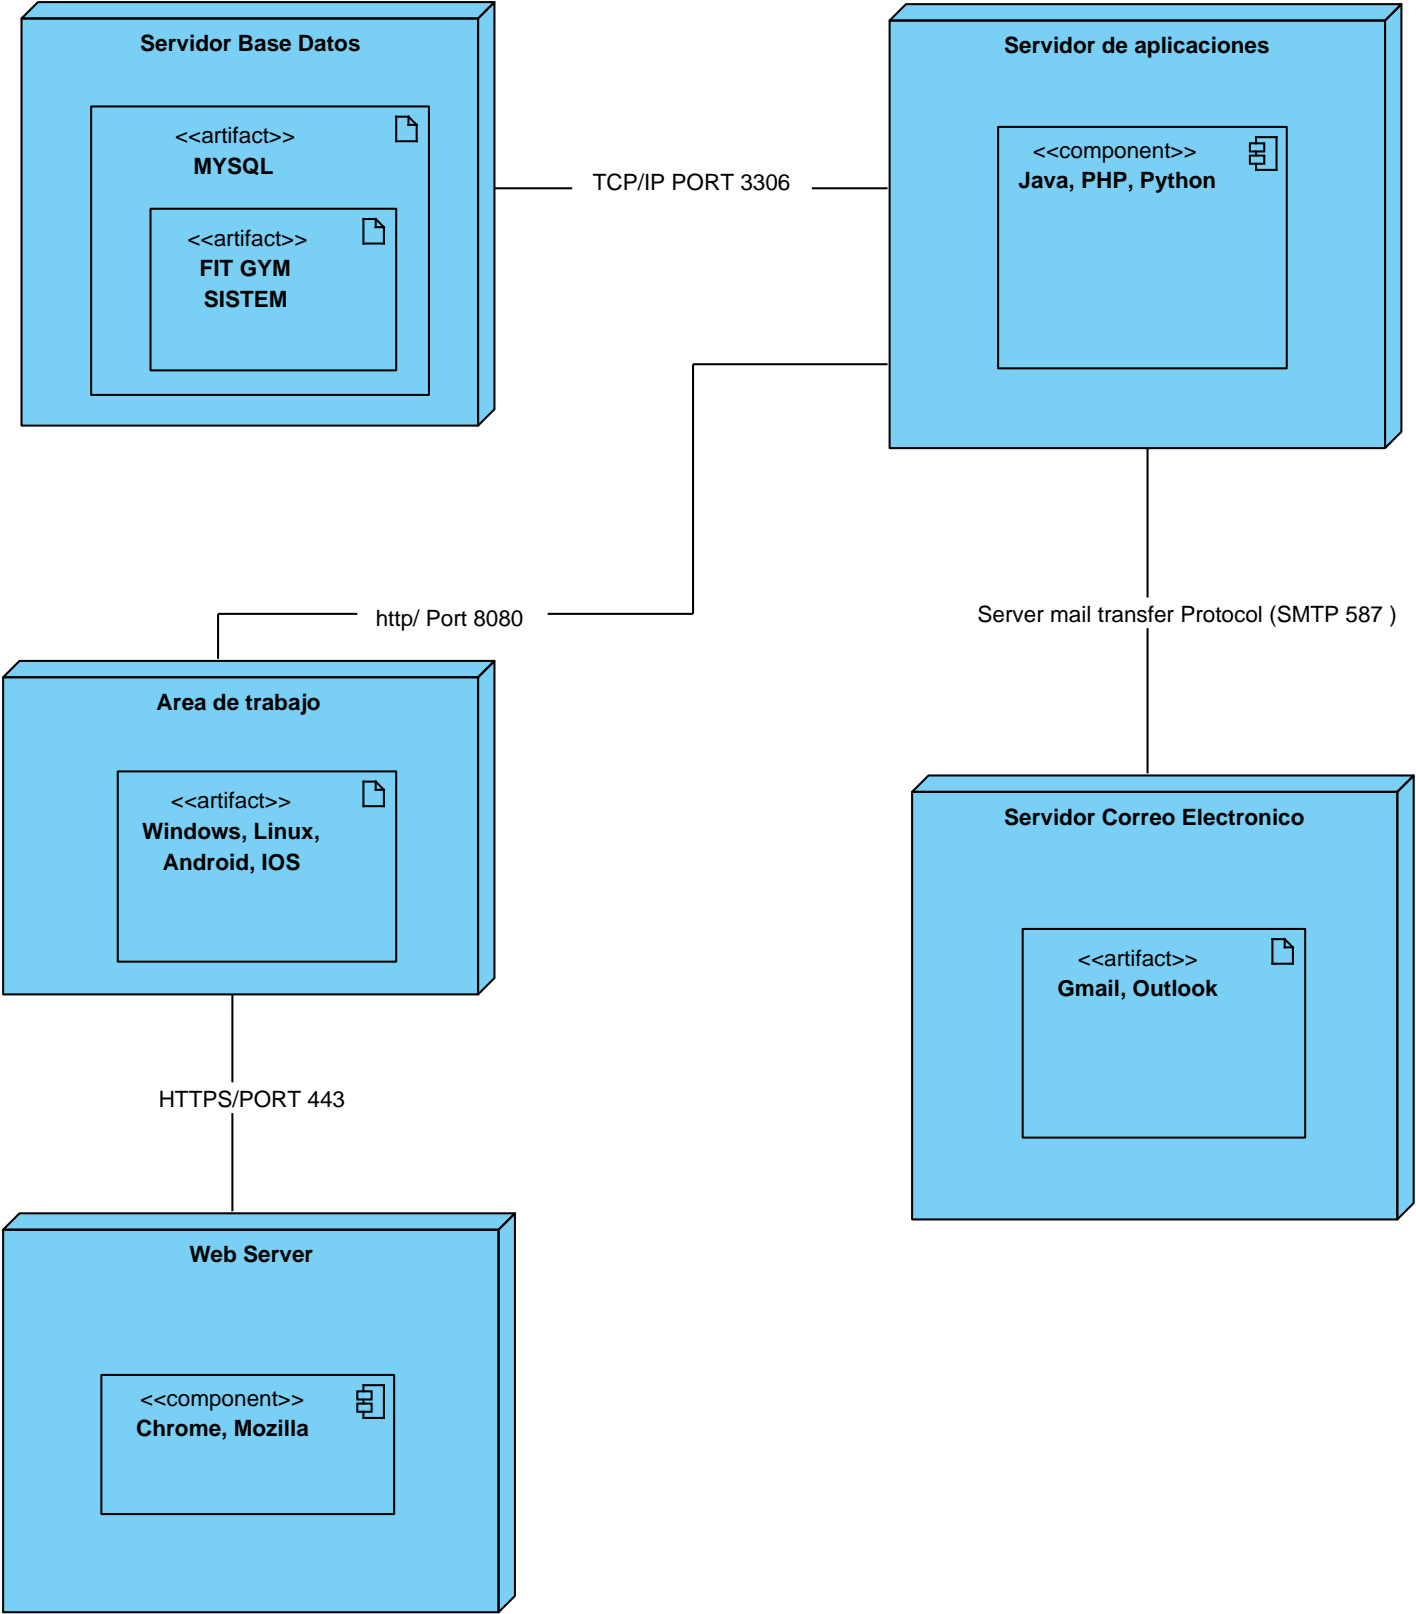 Servidor Base Datos
<<artifact>>
MYSQL
<<artifact>>
FIT GYM
SISTEM
TCP/IP PORT 3306
Servidor de aplicaciones
<<component>>
Java, PHP, Python
http/ Port 8080
Server mail transfer Protocol (SMTP 587 )
Area de trabajo
<<artifact>>
Windows, Linux,
Android, IOS
Servidor Correo Electronico
<<artifact>>
Gmail, Outlook
HTTPS/PORT 443
Web Server
<<component>>
Chrome, Mozilla